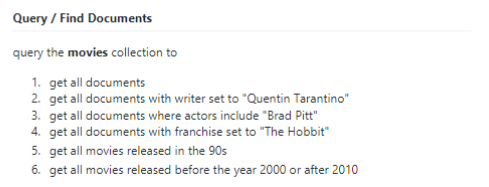 Query / Find Documents
query the movies collection to
1. get all documents
2. get all documents with writer set to "Quentin Tarantino"
3. get all documents where actors include "Brad Pitt"
4. get all documents with franchise set to "The Hobbit"
5. get all movies released in the 90s
6. get all movies released before the year 2000 or after 2010